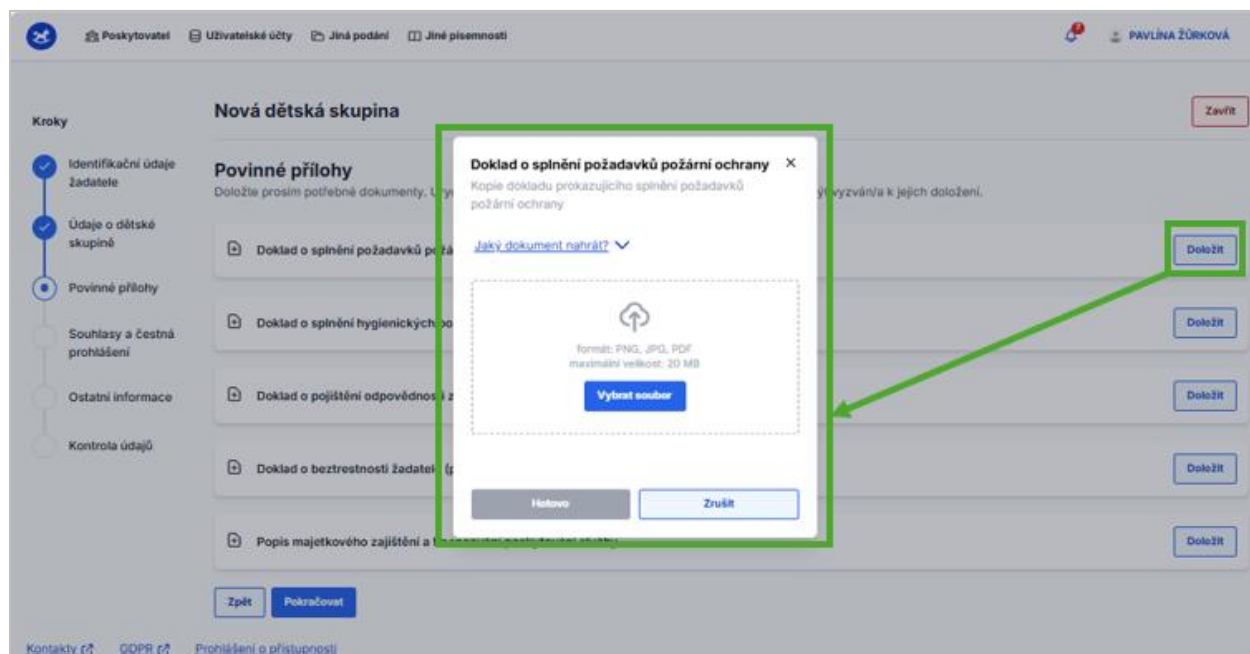 Poskytovatel Uživatelské účty Jiná podání Jiné písemnosti
2 PAVLÍNA ŽŮRKOVÁ
Kroky
Identifikační údaje
žadatele
Údaje o dětské
skupině
Povinné přílohy
Souhlasy a čestná
prohlášení
Ostatní informace
Kontrola údajů
Nová dětská skupina
Zavřít
Povinné přílohy
Doložte prosím potřebné dokumenty. vyzván/a k jejich doložení.
Doklad o splnění požadavků Doložit
Doklad o splnění hygienických Doložit
Doklad o pojištění odpovědnosti Doložit
Doklad o beztrestnosti žadatele Doložit
Popis majetkového zajištění a Doložit
Zpět Pokračovat
Kontakty GDPR Prohlášení o přístupnosti
Doklad o splnění požadavků požární ochrany
Kopie dokladu prokazujícího splnění požadavků
požární ochrany
Jaký dokument nahrát?
formát: PNG, JPG, PDF
maximální velikost: 20 MB
Vybrat soubor
Hotovo Zrušit